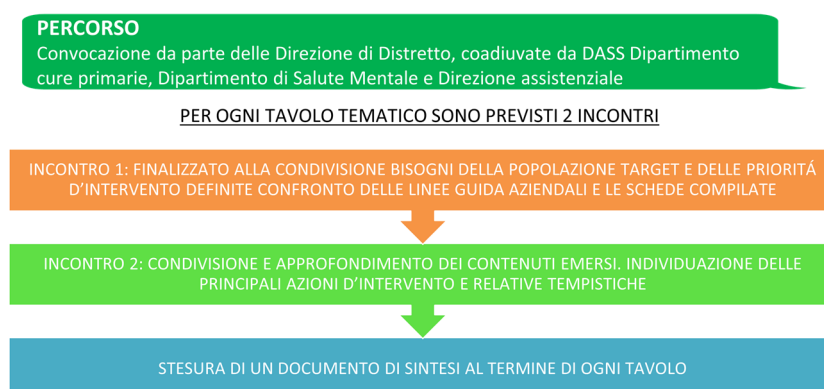 PERCORSO
Convocazione da parte delle Direzione di Distretto, coadiuvate da DASS Dipartimento
cure primarie, Dipartimento di Salute Mentale e Direzione assistenziale
PER OGNI TAVOLO TEMATICO SONO PREVISTI 2 INCONTRI
INCONTRO 1: FINALIZZATO ALLA CONDIVISIONE BISOGNI DELLA POPOLAZIONE TARGET E DELLE PRIORITÁ
D’INTERVENTO DEFINITE CONFRONTO DELLE LINEE GUIDA AZIENDALI E LE SCHEDE COMPILATE
INCONTRO 2: CONDIVISIONE E APPROFONDIMENTO DEI CONTENUTI EMERSI. INDIVIDUAZIONE DELLE
PRINCIPALI AZIONI D’INTERVENTO E RELATIVE TEMPISTICHE
STESURA DI UN DOCUMENTO DI SINTESI AL TERMINE DI OGNI TAVOLO